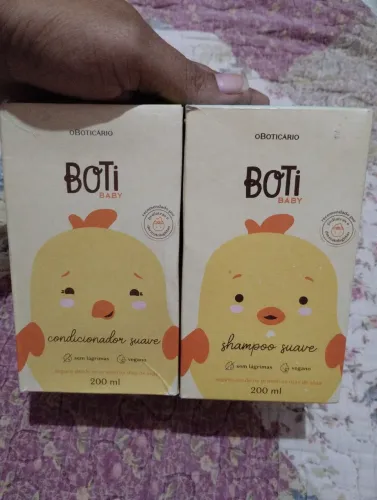 oBOTICÁRIO
BOTI
BABY
condicionador suave
sem lágrimas
vegano
200 ml
oBOTICÁRIO
BOTI
BABY
shampoo suave
sem lágrimas
vegano
200 ml